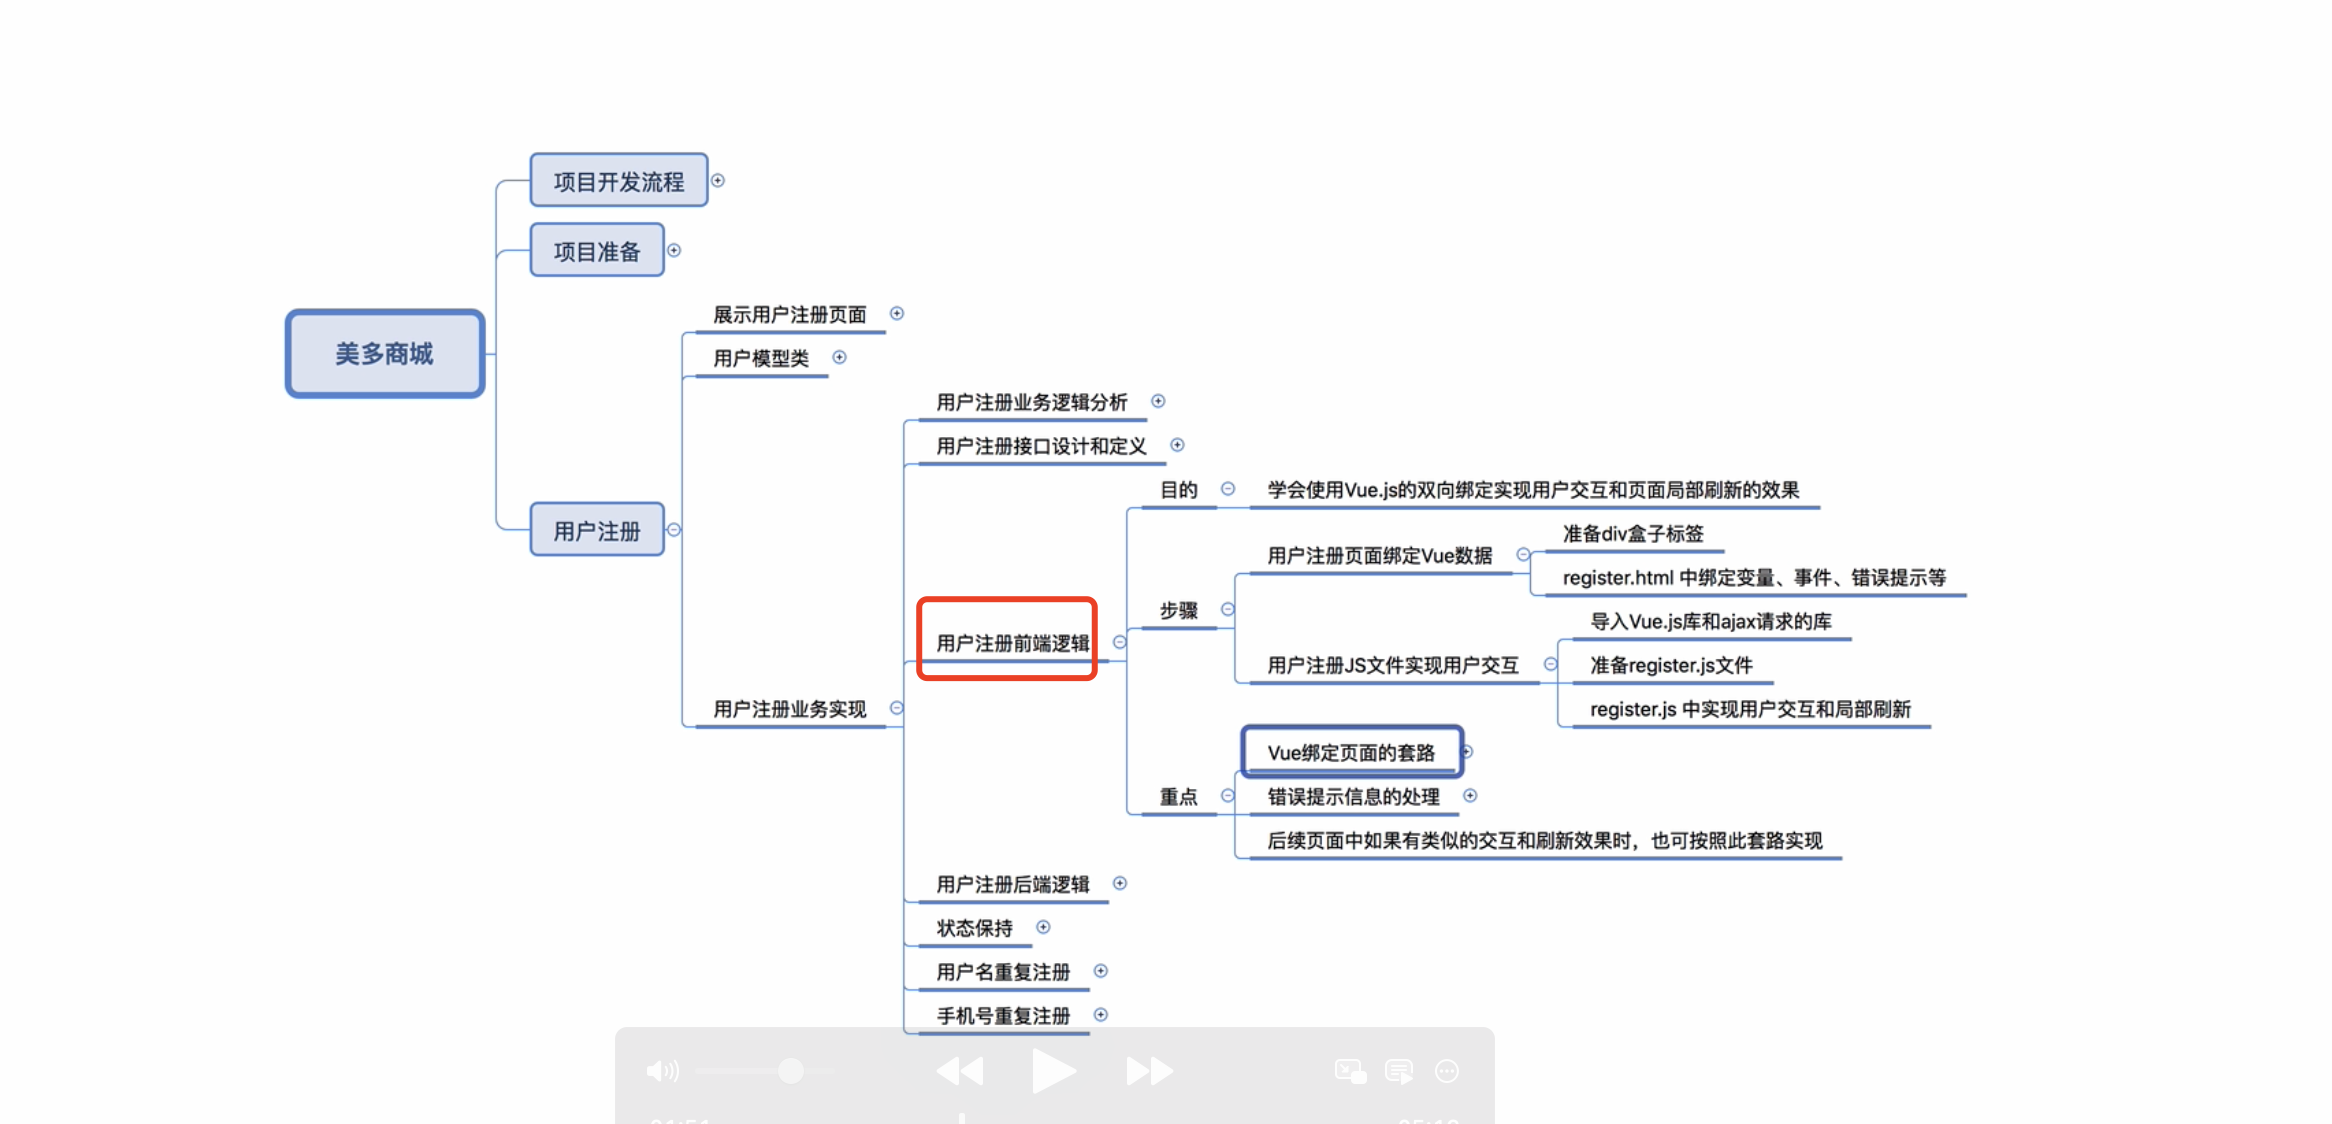 项目开发流程
项目准备
美多商城
用户注册
展示用户注册页面
用户模型类
用户注册业务实现
用户注册业务逻辑分析
用户注册接口设计和定义
用户注册前端逻辑
目的
学会使用Vue.js的双向绑定实现用户交互和页面局部刷新的效果
步骤
用户注册页面绑定Vue数据
准备div盒子标签
register.html 中绑定变量、事件、错误提示等
用户注册JS文件实现用户交互
导入Vue.js库和ajax请求的库
准备register.js文件
register.js 中实现用户交互和局部刷新
重点
Vue绑定页面的套路
错误提示信息的处理
后续页面中如果有类似的交互和刷新效果时，也可按照此套路实现
用户注册后端逻辑
状态保持
用户名重复注册
手机号重复注册